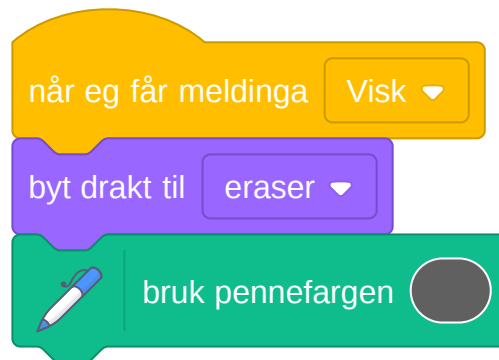 når eg får meldinga Visk
byt drakt til eraser
bruk pennefargen